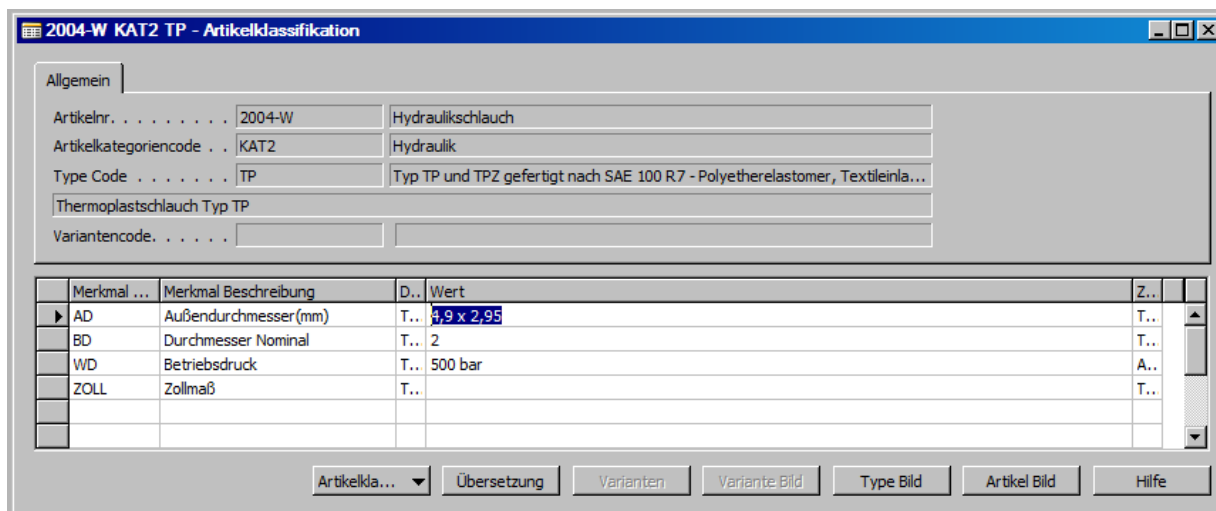 2004-W KAT2 TP - Artikelklassifikation
Allgemein
Artikelnr. . . . . . . . . . 2004-W Hydraulikschlauch
Artikelkategoriencode . . KAT2 Hydraulik
Type Code . . . . . . . TP Typ TP und TPZ gefertigt nach SAE 100 R7 - Polyetherelastomer, Textileinla...
Thermoplastschlauch Typ TP
Variantencode. . . . . .
Merkmal ... Merkmal Beschreibung D.. Wert Z..
AD Außendurchmesser(mm) T.. 4,9 x 2,95 T..
BD Durchmesser Nominal T.. 2 T..
WD Betriebsdruck T.. 500 bar A..
ZOLL Zollmaß T.. T..
Artikelkla... Übersetzung Varianten Variante Bild Type Bild Artikel Bild Hilfe